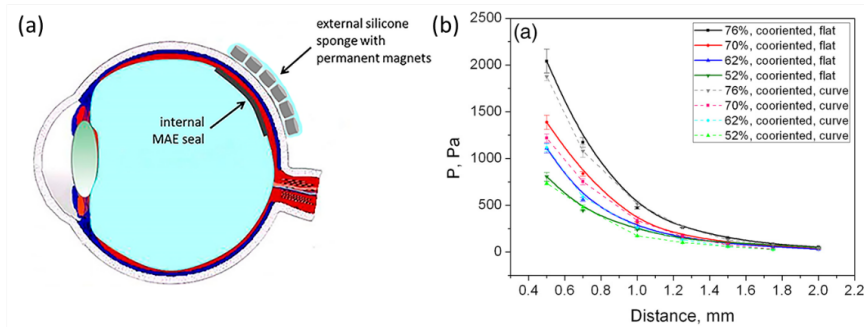 (a)
external silicone
sponge with
permanent magnets
internal
MAE seal
(b)
(a)
2500
2000
1500
1000
500
0
P, Pa
76%, cooriented, flat
70%, cooriented, flat
62%, cooriented, flat
52%, cooriented, flat
76%, cooriented, curve
70%, cooriented, curve
62%, cooriented, curve
52%, cooriented, curve
0.4 0.6 0.8 1.0 1.2 1.4 1.6 1.8 2.0 2.2
Distance, mm